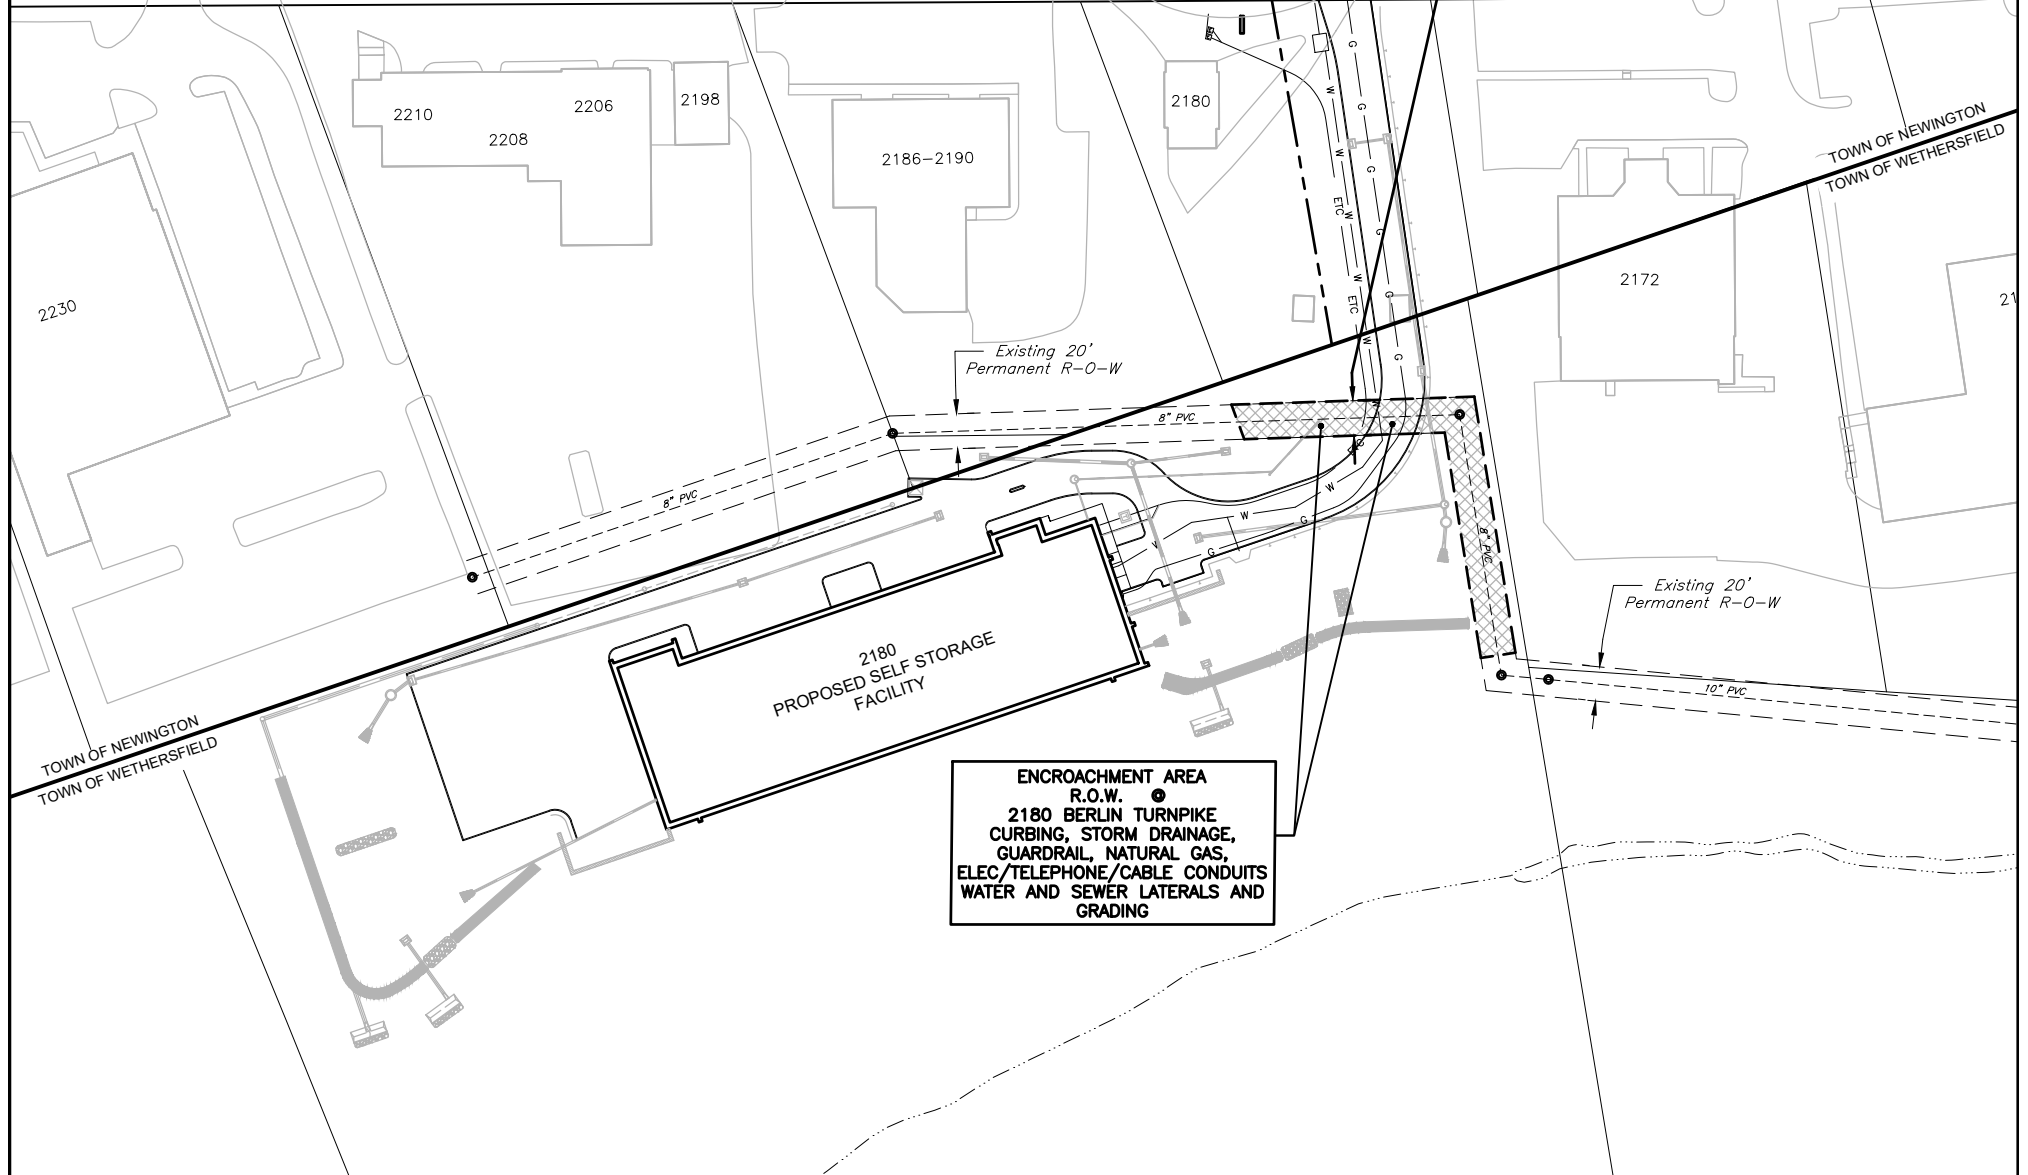 2210
2206
2208
2198
2186-2190
2180
TOWN OF NEWINGTON
TOWN OF WETHERSFIELD
2230
2172
21
G
G
G
G
G
G
G
G
W
W
W
W
W
W
W
ETC
ETC
Existing 20'
Permanent R-O-W
8" PVC
8" PVC
8" PVC
W
W
G
G
Existing 20'
Permanent R-O-W
10" PVC
2180
PROPOSED SELF STORAGE
FACILITY
TOWN OF NEWINGTON
TOWN OF WETHERSFIELD
ENCROACHMENT AREA
R.O.W.
2180 BERLIN TURNPIKE
CURBING, STORM DRAINAGE,
GUARDRAIL, NATURAL GAS,
ELEC/TELEPHONE/CABLE CONDUITS
WATER AND SEWER LATERALS AND
GRADING